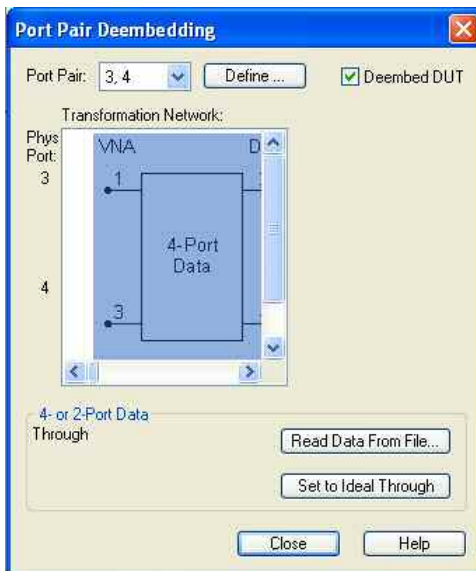 Port Pair Deembedding
Port Pair: 3, 4 Define ... Deembed DUT
Transformation Network:
Phys
Port:
VNA D
3
1
4-Port
Data
4
3
4- or 2-Port Data
Through
Read Data From File...
Set to Ideal Through
Close Help